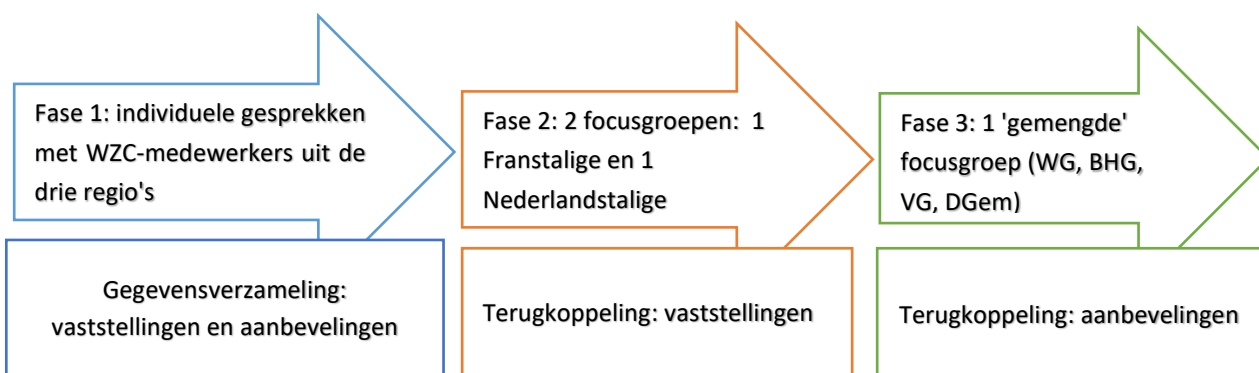 Fase 1: individuele gesprekken
met WZC-medewerkers uit de
drie regio's
Gegevensverzameling:
vaststellingen en aanbevelingen
Fase 2: 2 focusgroepen: 1
Franstalige en 1
Nederlandstalige
Terugkoppeling: vaststellingen
Fase 3: 1 'gemengde'
focusgroep (WG, BHG,
VG, DGem)
Terugkoppeling: aanbevelingen